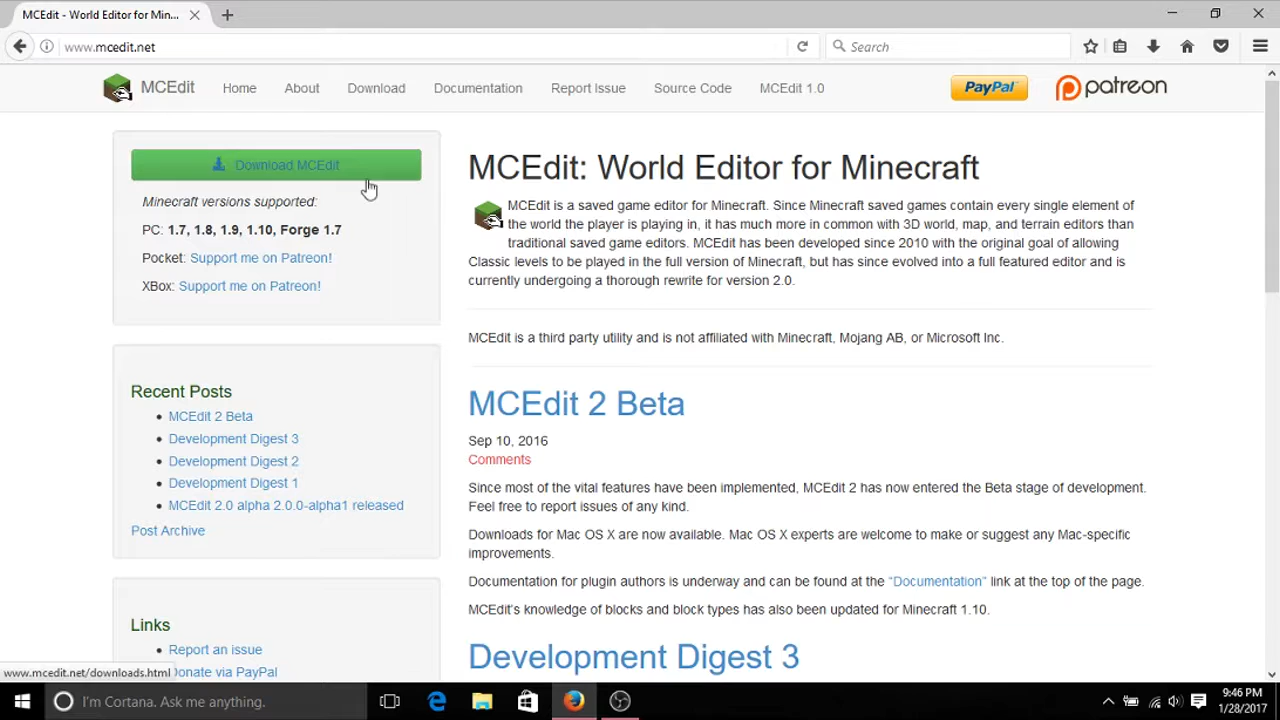 MCEdit - World Editor for Min...
www.mcedit.net
Search
MCEdit
Home
About
Download
Documentation
Report Issue
Source Code
MCEdit 1.0
PayPal
patreon
Download MCEdit
Minecraft versions supported:
PC: 1.7, 1.8, 1.9, 1.10, Forge 1.7
Pocket: Support me on Patreon!
XBox: Support me on Patreon!
Recent Posts
MCEdit 2 Beta
Development Digest 3
Development Digest 2
Development Digest 1
MCEdit 2.0 alpha 2.0.0-alpha1 released
Post Archive
Links
Report an issue
Donate via PayPal
www.mcedit.net/downloads.html
MCEdit: World Editor for Minecraft
MCEdit is a saved game editor for Minecraft. Since Minecraft saved games contain every single element of
the world the player is playing in, it has much more in common with 3D world, map, and terrain editors than
traditional saved game editors. MCEdit has been developed since 2010 with the original goal of allowing
Classic levels to be played in the full version of Minecraft, but has since evolved into a full featured editor and is
currently undergoing a thorough rewrite for version 2.0.
MCEdit is a third party utility and is not affiliated with Minecraft, Mojang AB, or Microsoft Inc.
MCEdit 2 Beta
Sep 10, 2016
Comments
Since most of the vital features have been implemented, MCEdit 2 has now entered the Beta stage of development.
Feel free to report issues of any kind.
Downloads for Mac OS X are now available. Mac OS X experts are welcome to make or suggest any Mac-specific
improvements.
Documentation for plugin authors is underway and can be found at the “Documentation” link at the top of the page.
MCEdit's knowledge of blocks and block types has also been updated for Minecraft 1.10.
Development Digest 3
I'm Cortana. Ask me anything.
9:46 PM
1/28/2017